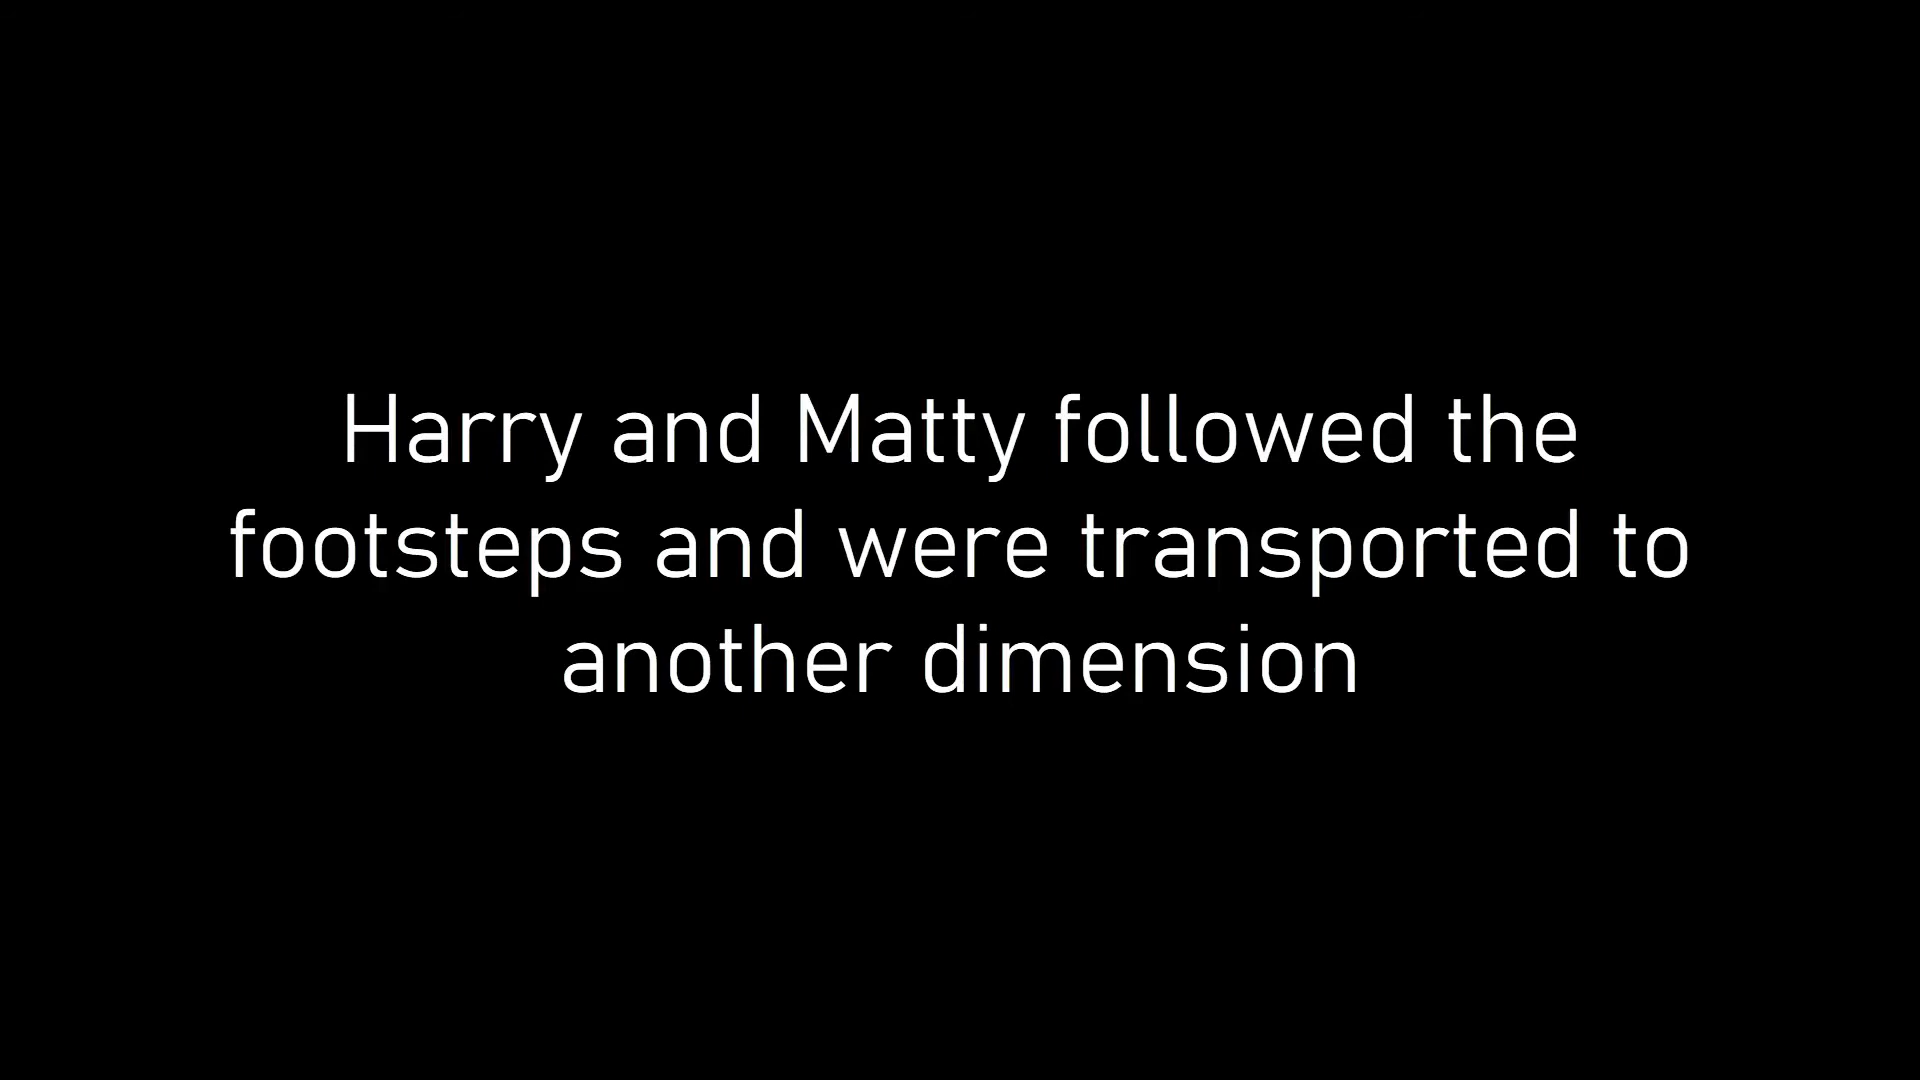 Harry and Matty followed the
footsteps and were transported to
another dimension